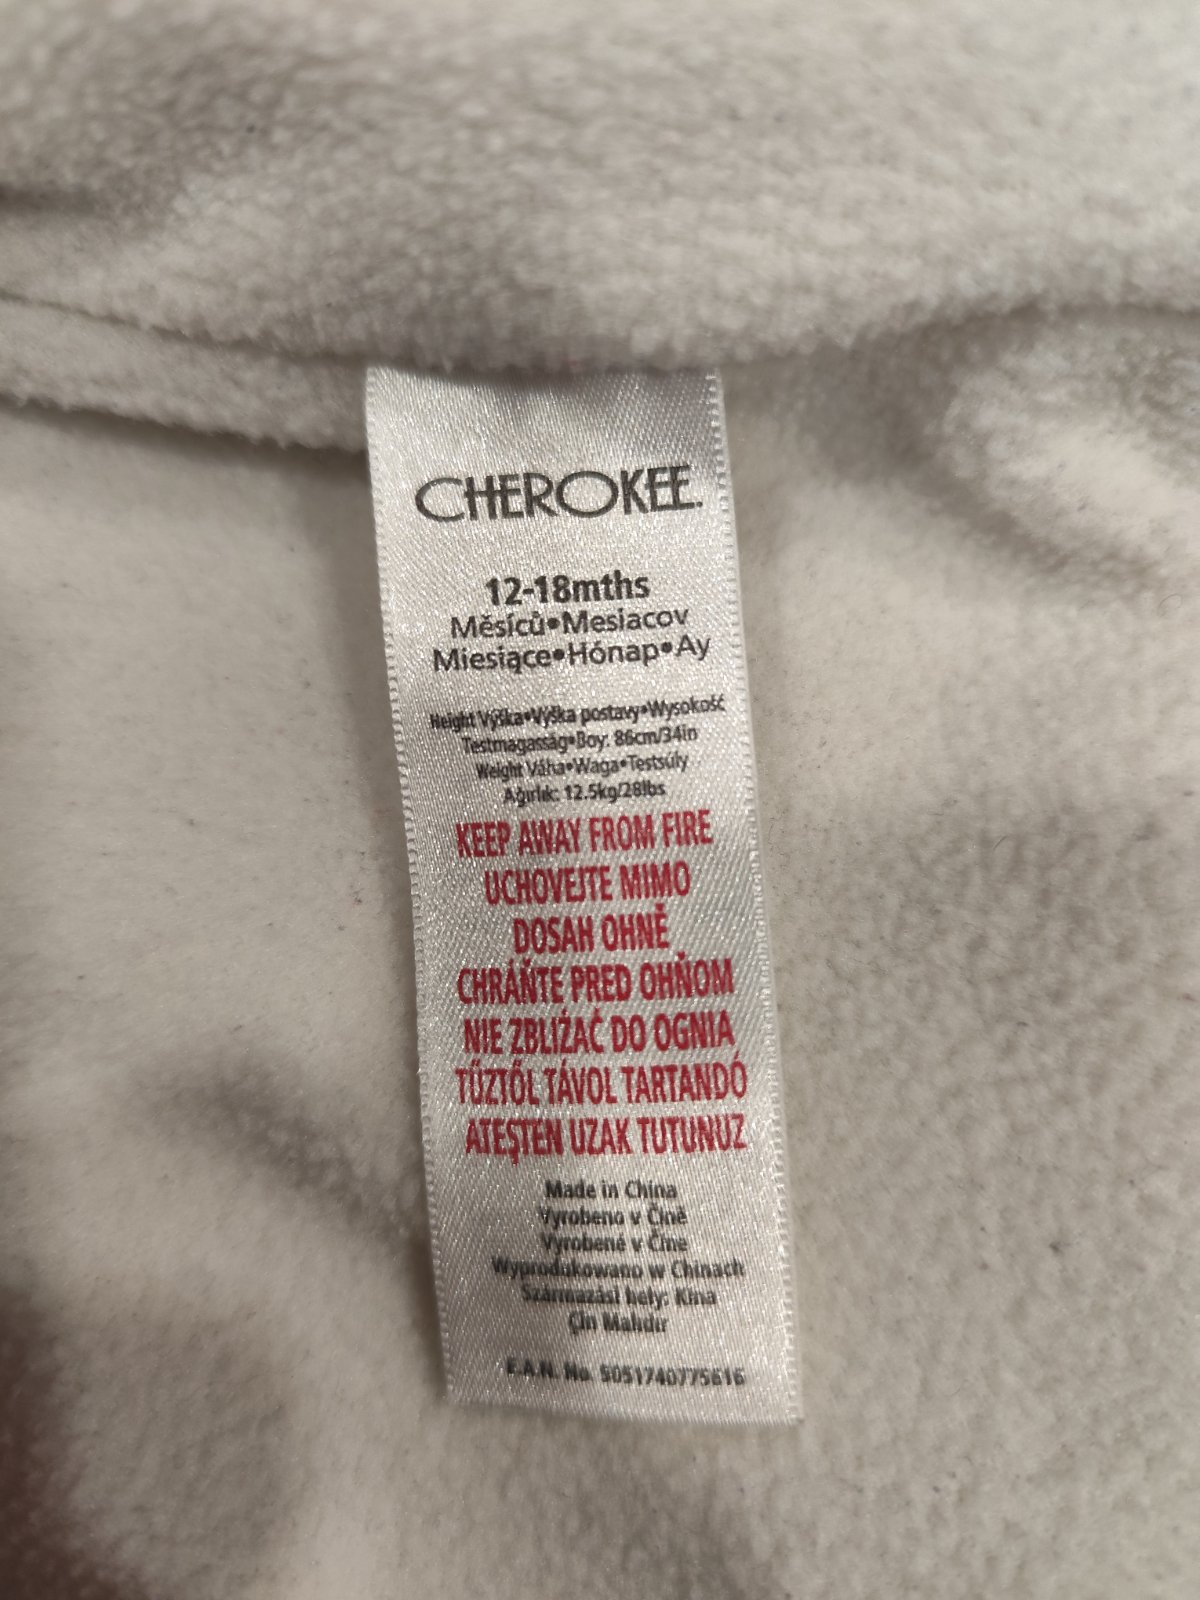 CHEROKEE.
12-18mths
Měsíců•Mesiacov
Miesiące•Hónap•Ay
Height Výška•Výška postavy•Wysokość
Testmagasság•Boy: 86cm/34in
Weight Váha•Waga•Testsúly
Ağırlık: 12.5kg/28lbs
KEEP AWAY FROM FIRE
UCHOVEJTE MIMO
DOSAH OHNĚ
CHRÁŇTE PRED OHŇOM
NIE ZBLIŻAĆ DO OGNIA
TŰZTŐL TÁVOL TARTANDÓ
ATEŞTEN UZAK TUTUNUZ
Made in China
Vyrobeno v Číně
Vyrobené v Číne
Wyprodukowano w Chinach
Származási hely: Kína
Çin Malıdır
E.A.N. No. 5051740775616